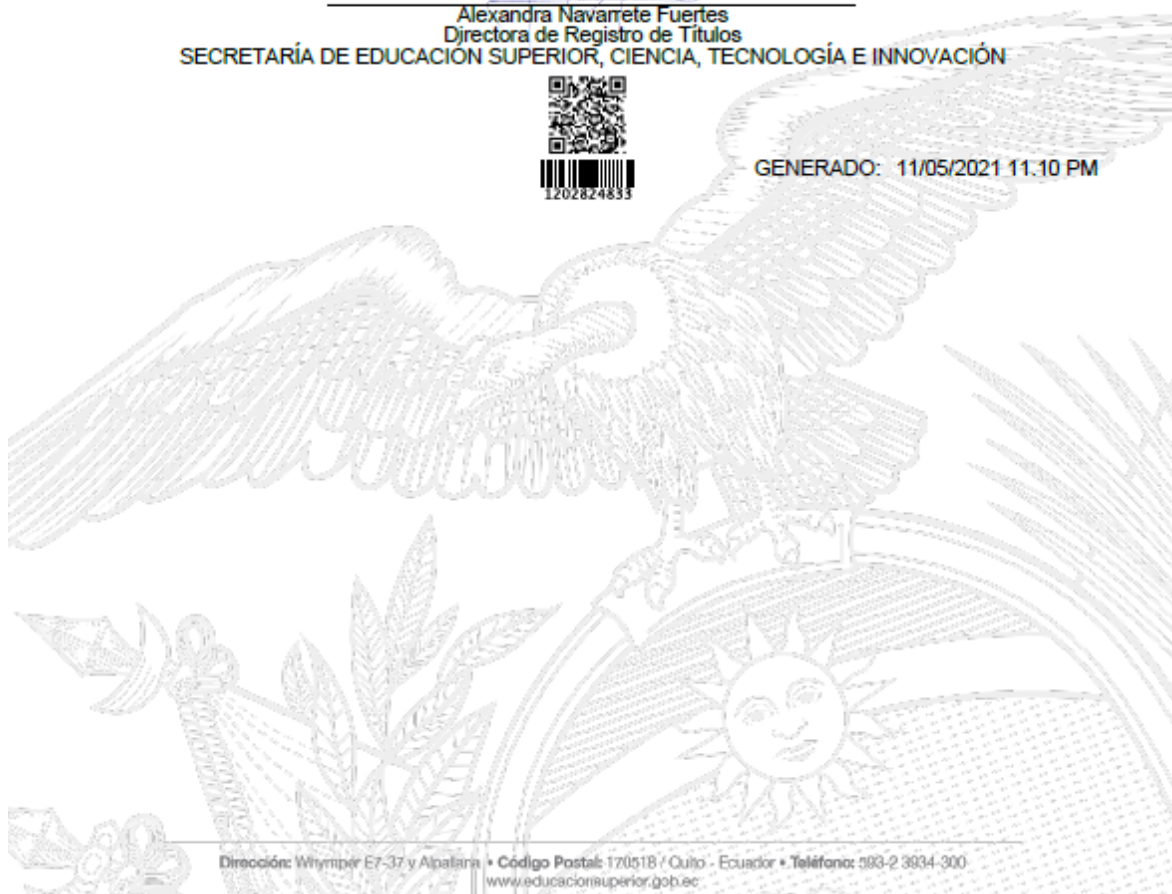 Alexandra Navarrete Fuertes
Directora de Registro de Títulos
SECRETARÍA DE EDUCACIÓN SUPERIOR, CIENCIA, TECNOLOGÍA E INNOVACIÓN
1202824833
GENERADO: 11/05/2021 11.10 PM
Dirección: Whymper E7-37 y Alpallana • Código Postal: 170518 / Quito - Ecuador • Teléfono: 593-2 3934-300
www.educacionsuperior.gob.ec